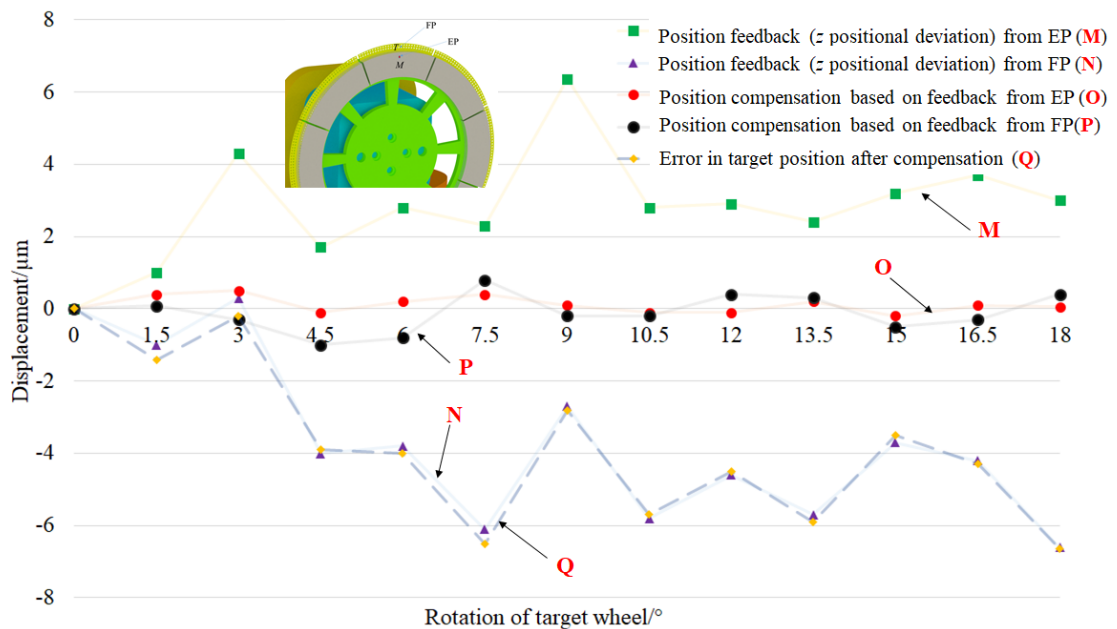 8
6
4
2
0
-2
-4
-6
-8
Displacement/µm
FP
EP
T
M
Position feedback (z positional deviation) from EP (M)
Position feedback (z positional deviation) from FP (N)
Position compensation based on feedback from EP (O)
Position compensation based on feedback from FP(P)
Error in target position after compensation (Q)
M
O
P
N
Q
0 1.5 3 4.5 6 7.5 9 10.5 12 13.5 15 16.5 18
Rotation of target wheel/°